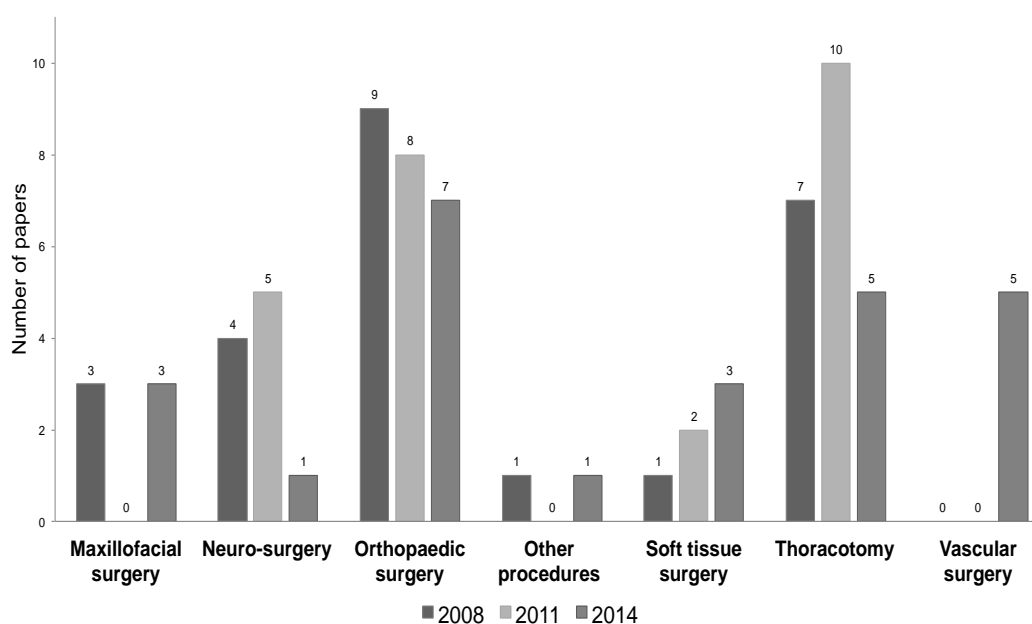 Number of papers
10
8
6
4
2
0
3
0
3
4
5
1
9
8
7
1
0
1
1
2
3
7
10
5
0
0
5
Maxillofacial
surgery
Neuro-surgery
Orthopaedic
surgery
Other
procedures
Soft tissue
surgery
Thoracotomy
Vascular
surgery
2008 2011 2014